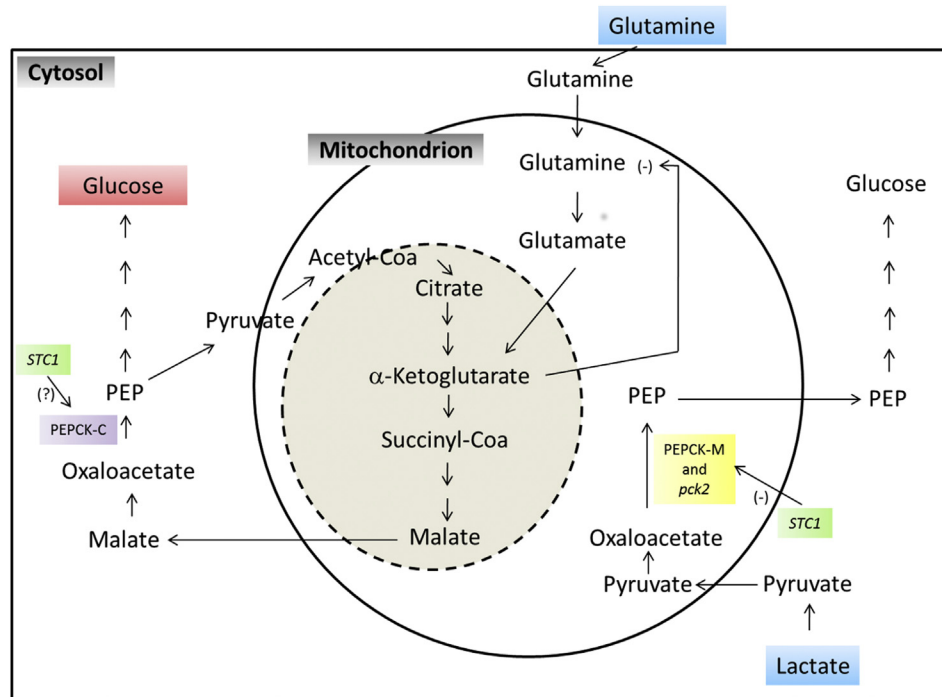 Glutamine
Cytosol
Glutamine
Mitochondrion
Glutamine (-)
Glucose
Glucose
Glutamate
Acetyl-Coa
Citrate
Pyruvate
STC1
α-Ketoglutarate
(?)
PEP
PEP
PEP
PEPCK-C
Succinyl-Coa
PEPCK-M
and
pck2
Oxaloacetate
(-)
STC1
Malate
Malate
Oxaloacetate
Pyruvate
Pyruvate
Lactate